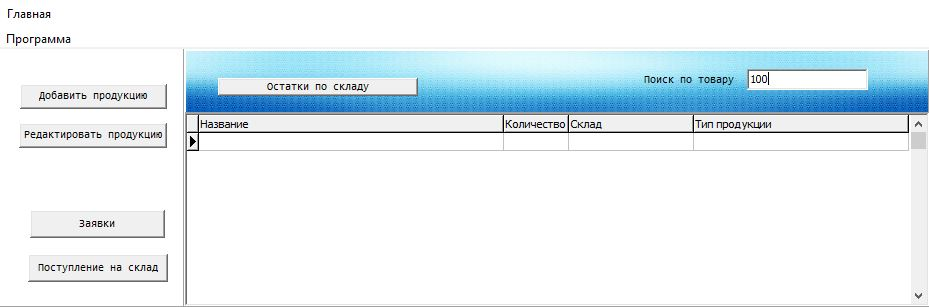 Главная
Программа
Добавить продукцию
Редактировать продукцию
Заявки
Поступление на склад
Остатки по складу
Поиск по товару 100
Название Количество Склад Тип продукции